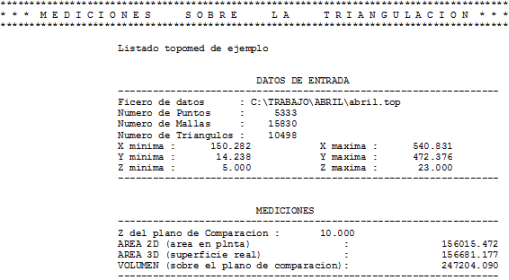 ****************************************************************************
* * * M E D I C I O N E S   S O B R E   L A   T R I A N G U L A C I O N * * *
****************************************************************************
Listado topomed de ejemplo
DATOS DE ENTRADA
Ficero de datos : C:\TRABAJO\ABRIL\abril.top
Numero de Puntos : 5333
Numero de Mallas : 15830
Numero de Triangulos : 10498
X minima : 150.282 X maxima : 540.831
Y minima : 14.238 Y maxima : 472.376
Z minima : 5.000 Z maxima : 23.000
MEDICIONES
Z del plano de Comparacion : 10.000
AREA 2D (area en plnta) : 156015.472
AREA 3D (superficie real) : 156681.177
VOLUMEN (sobre el plano de comparacion): 247204.090